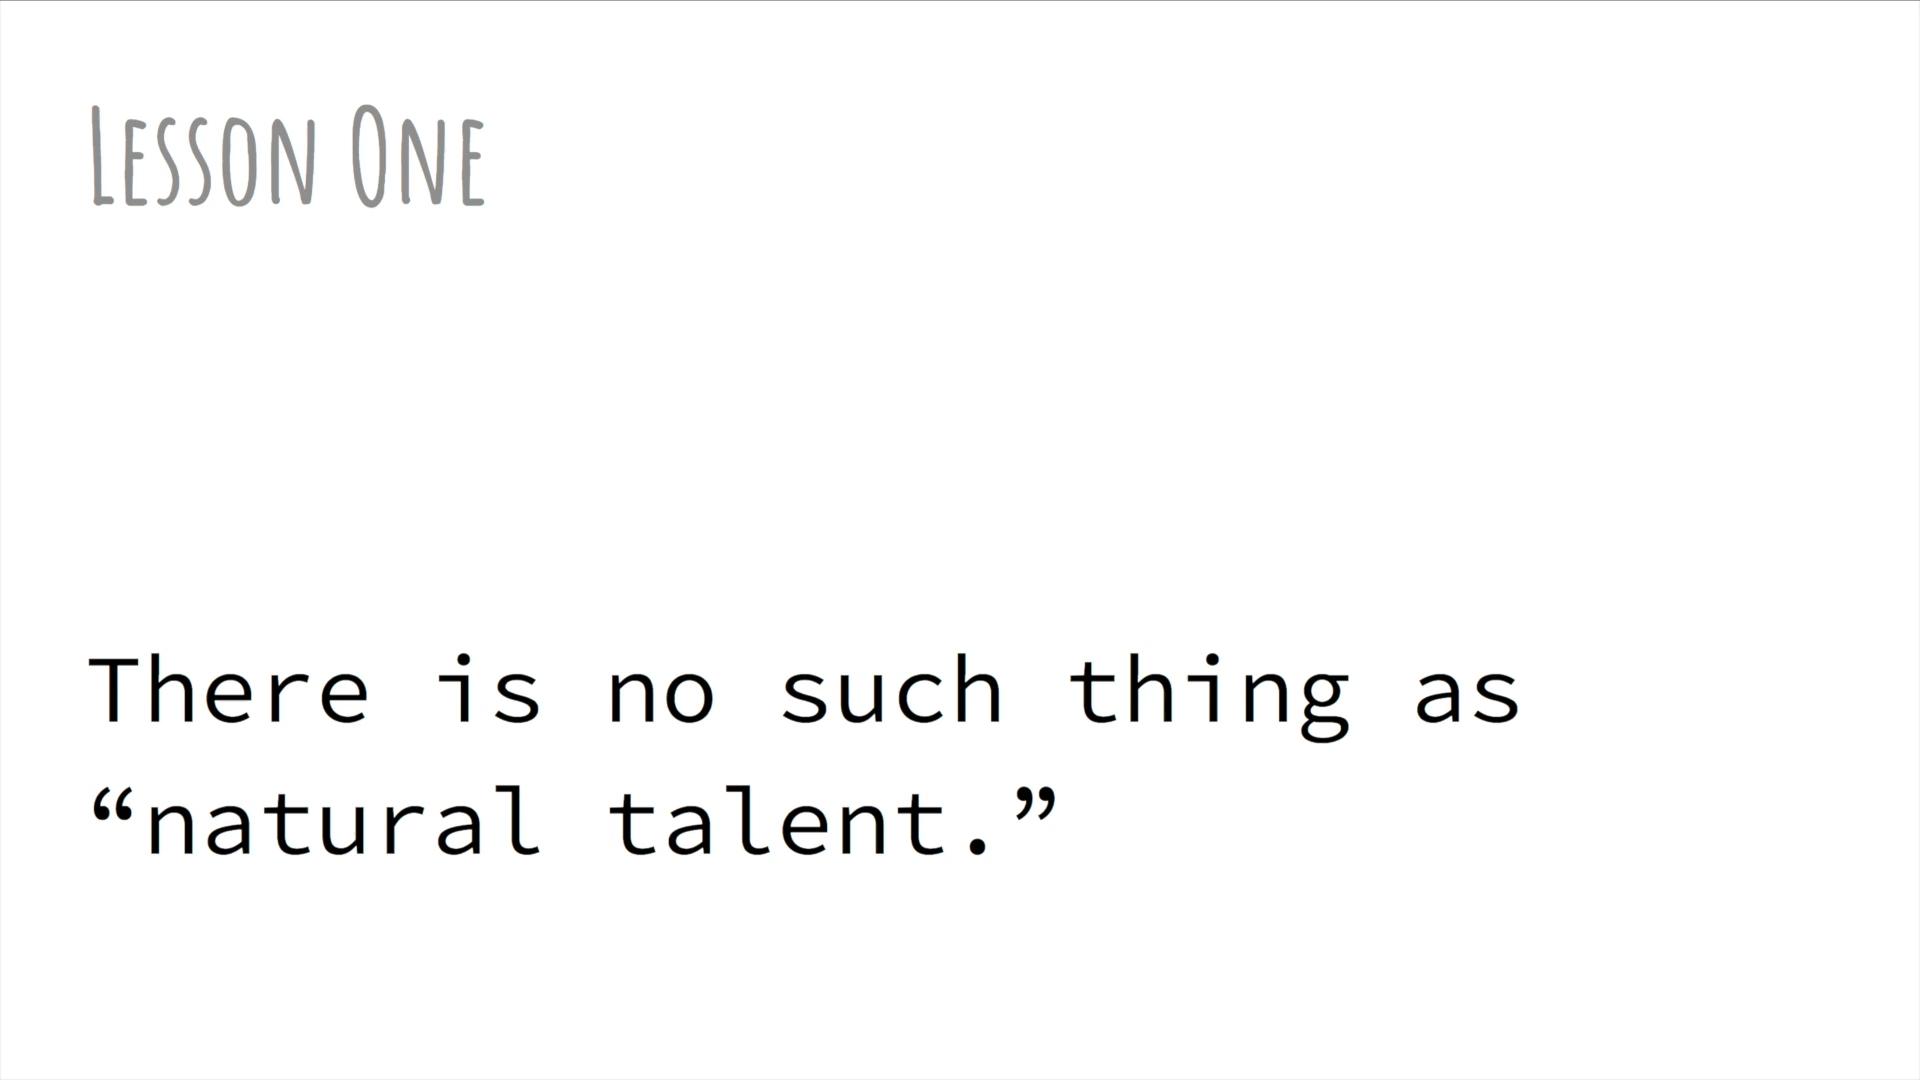 Lesson One
There is no such thing as
“natural talent.”